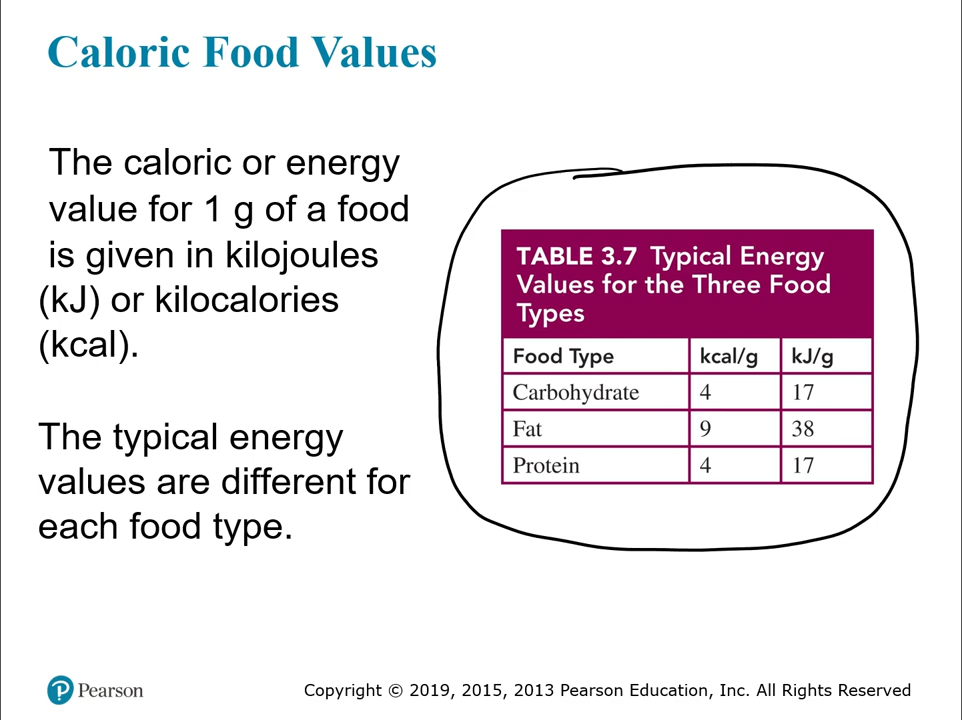 Caloric Food Values
The caloric or energy
value for 1 g of a food
is given in kilojoules
(kJ) or kilocalories
(kcal).
The typical energy
values are different for
each food type.
TABLE 3.7 Typical Energy
Values for the Three Food
Types
Food Type kcal/g kJ/g
Carbohydrate 4 17
Fat 9 38
Protein 4 17
Pearson
Copyright © 2019, 2015, 2013 Pearson Education, Inc. All Rights Reserved